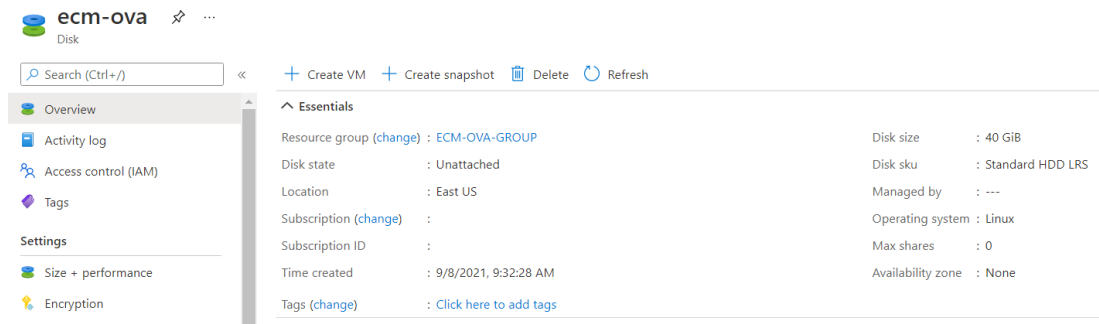 ecm-ova
Disk
Search (Ctrl+/)
Overview
Activity log
Access control (IAM)
Tags
Settings
Size + performance
Encryption
Create VM Create snapshot Delete Refresh
Essentials
Resource group (change) : ECM-OVA-GROUP
Disk state : Unattached
Location : East US
Subscription (change) :
Subscription ID :
Time created : 9/8/2021, 9:32:28 AM
Tags (change) : Click here to add tags
Disk size : 40 GiB
Disk sku : Standard HDD LRS
Managed by : ---
Operating system : Linux
Max shares : 0
Availability zone : None